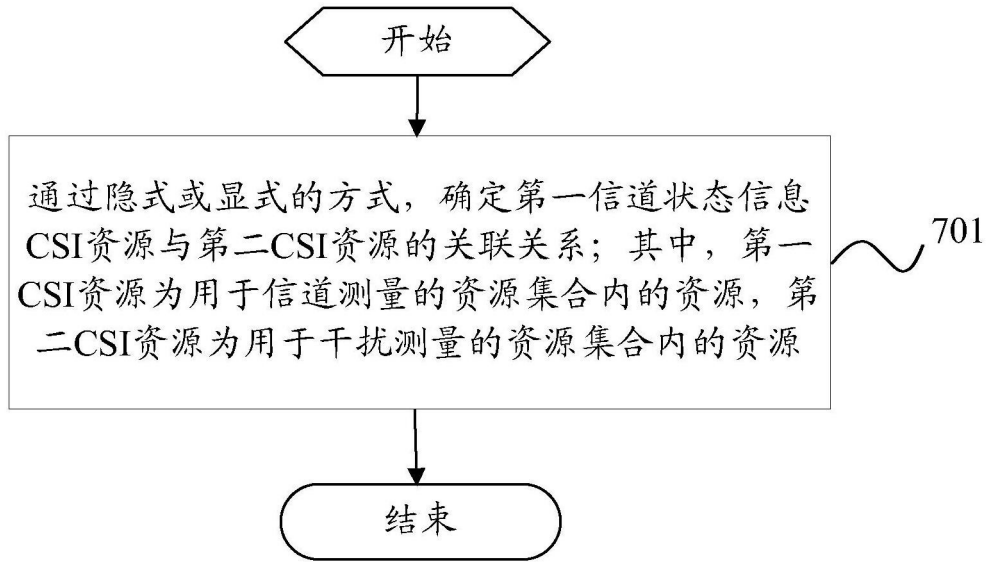 开始
通过隐式或显式的方式，确定第一信道状态信息
CSI资源与第二CSI资源的关联关系；其中，第一
CSI资源为用于信道测量的资源集合内的资源，第
二CSI资源为用于干扰测量的资源集合内的资源
701
结束